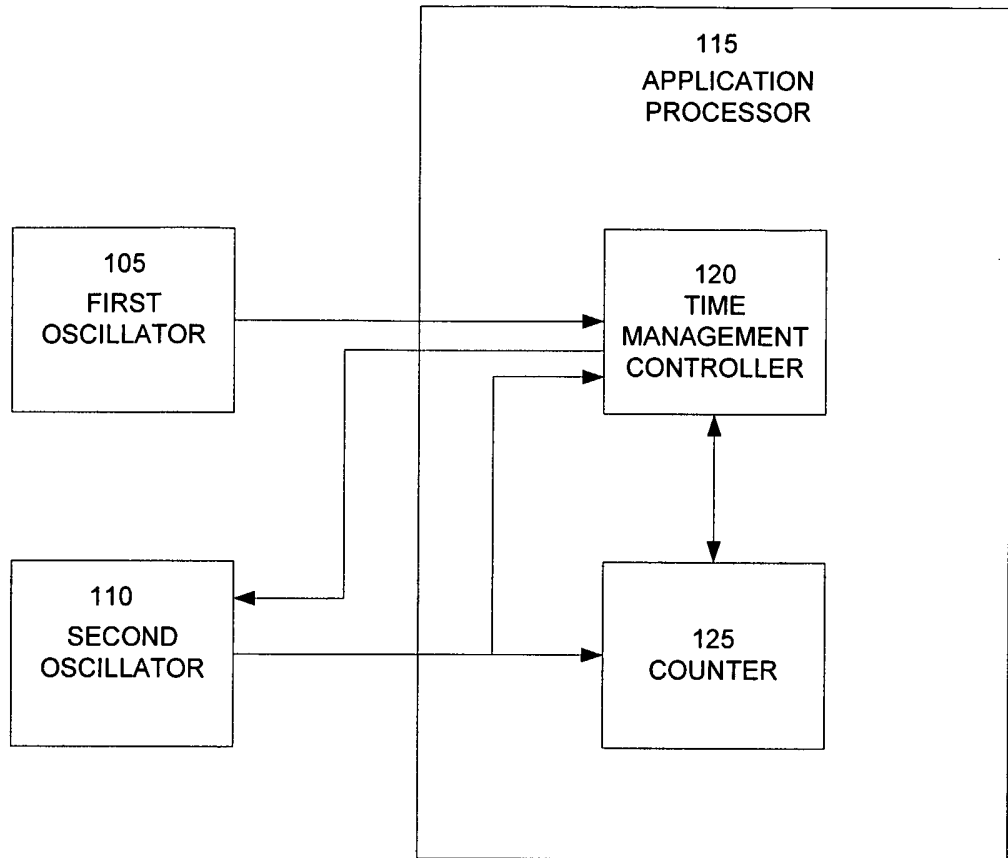 115
APPLICATION
PROCESSOR
105
FIRST
OSCILLATOR
120
TIME
MANAGEMENT
CONTROLLER
110
SECOND
OSCILLATOR
125
COUNTER